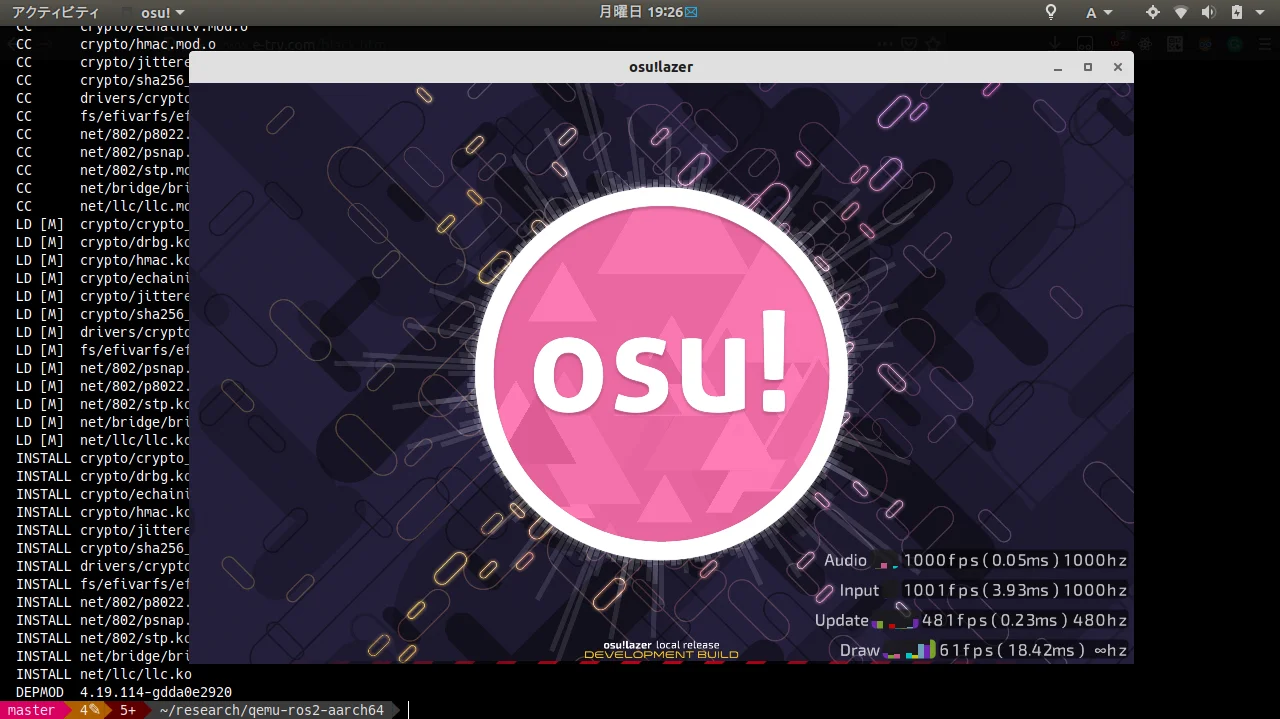 アクティビティ osu! 月曜日 19:26 A
CC crypto/echainiv.mod.o
CC crypto/hmac.mod.o
CC crypto/jittere
CC crypto/sha256_
CC drivers/crypto
CC fs/efivarfs/ef
CC net/802/p8022.
CC net/802/psnap.
CC net/802/stp.mo
CC net/bridge/bri
CC net/llc/llc.mo
LD [M] crypto/crypto_
LD [M] crypto/drbg.ko
LD [M] crypto/hmac.ko
LD [M] crypto/echaini
LD [M] crypto/jittere
LD [M] crypto/sha256_
LD [M] drivers/crypto
LD [M] fs/efivarfs/ef
LD [M] net/802/psnap.
LD [M] net/802/p8022.
LD [M] net/802/stp.ko
LD [M] net/bridge/bri
LD [M] net/llc/llc.ko
INSTALL crypto/crypto_
INSTALL crypto/drbg.ko
INSTALL crypto/echaini
INSTALL crypto/hmac.ko
INSTALL crypto/jittere
INSTALL crypto/sha256_
INSTALL drivers/crypto
INSTALL fs/efivarfs/ef
INSTALL net/802/p8022.
INSTALL net/802/psnap.
INSTALL net/802/stp.ko
INSTALL net/bridge/bri
INSTALL net/llc/llc.ko
DEPMOD 4.19.114-gdda0e2920
master 4✎ 5+ ~/research/qemu-ros2-aarch64
osu!lazer
osu!
Audio 1000fps(0.05ms) 1000hz
Input 1001fps(3.93ms) 1000hz
Update 481fps(0.23ms) 480hz
Draw 61fps(18.42ms) ∞hz
osu!lazer local release
DEVELOPMENT BUILD